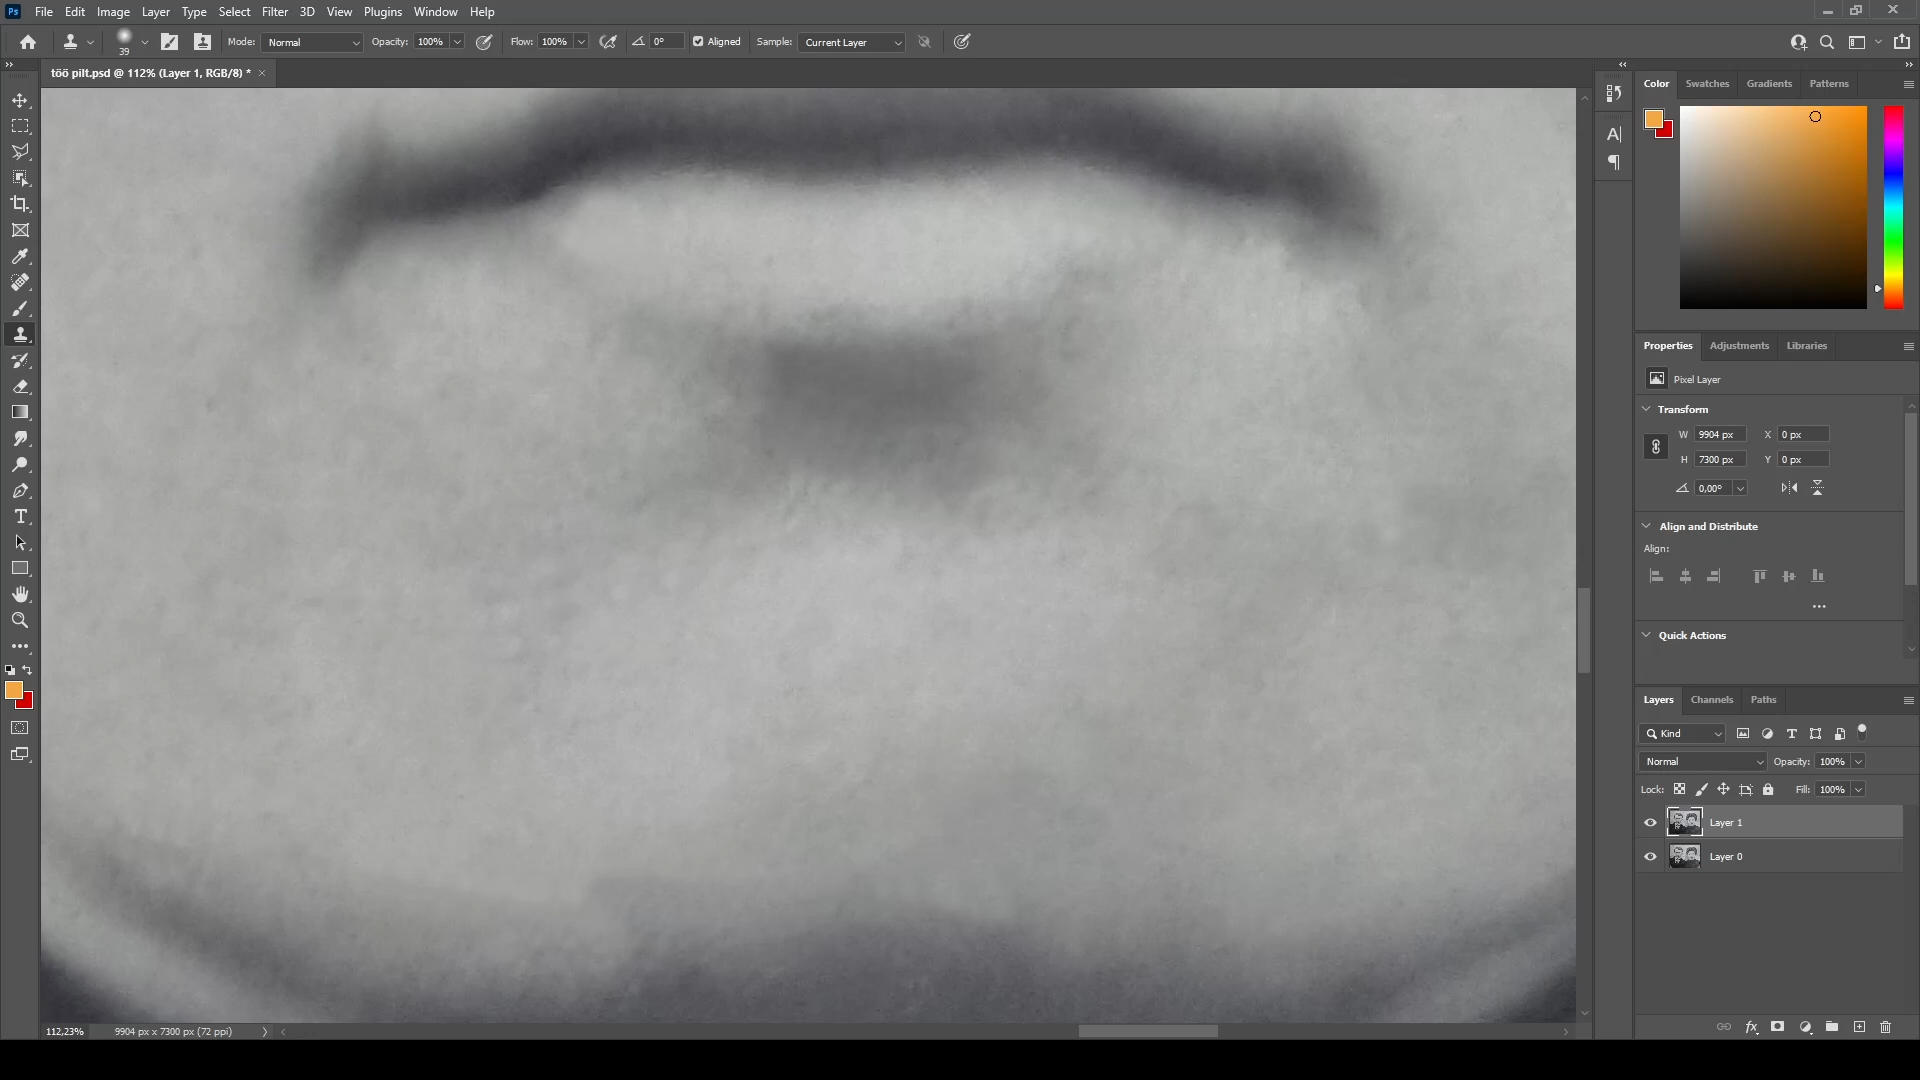 Ps File Edit Image Layer Type Select Filter 3D View Plugins Window Help
39 Mode: Normal Opacity: 100% Flow: 100% 0° Aligned Sample: Current Layer
töö pilt.psd @ 112% (Layer 1, RGB/8) *
Color Swatches Gradients Patterns
A|
Properties Adjustments Libraries
Pixel Layer
Transform
W 9904 px X 0 px
H 7300 px Y 0 px
0,00°
Align and Distribute
Align:
Quick Actions
Layers Channels Paths
Kind
Normal Opacity: 100%
Lock: Fill: 100%
Layer 1
Layer 0
112,23% 9904 px x 7300 px (72 ppi)